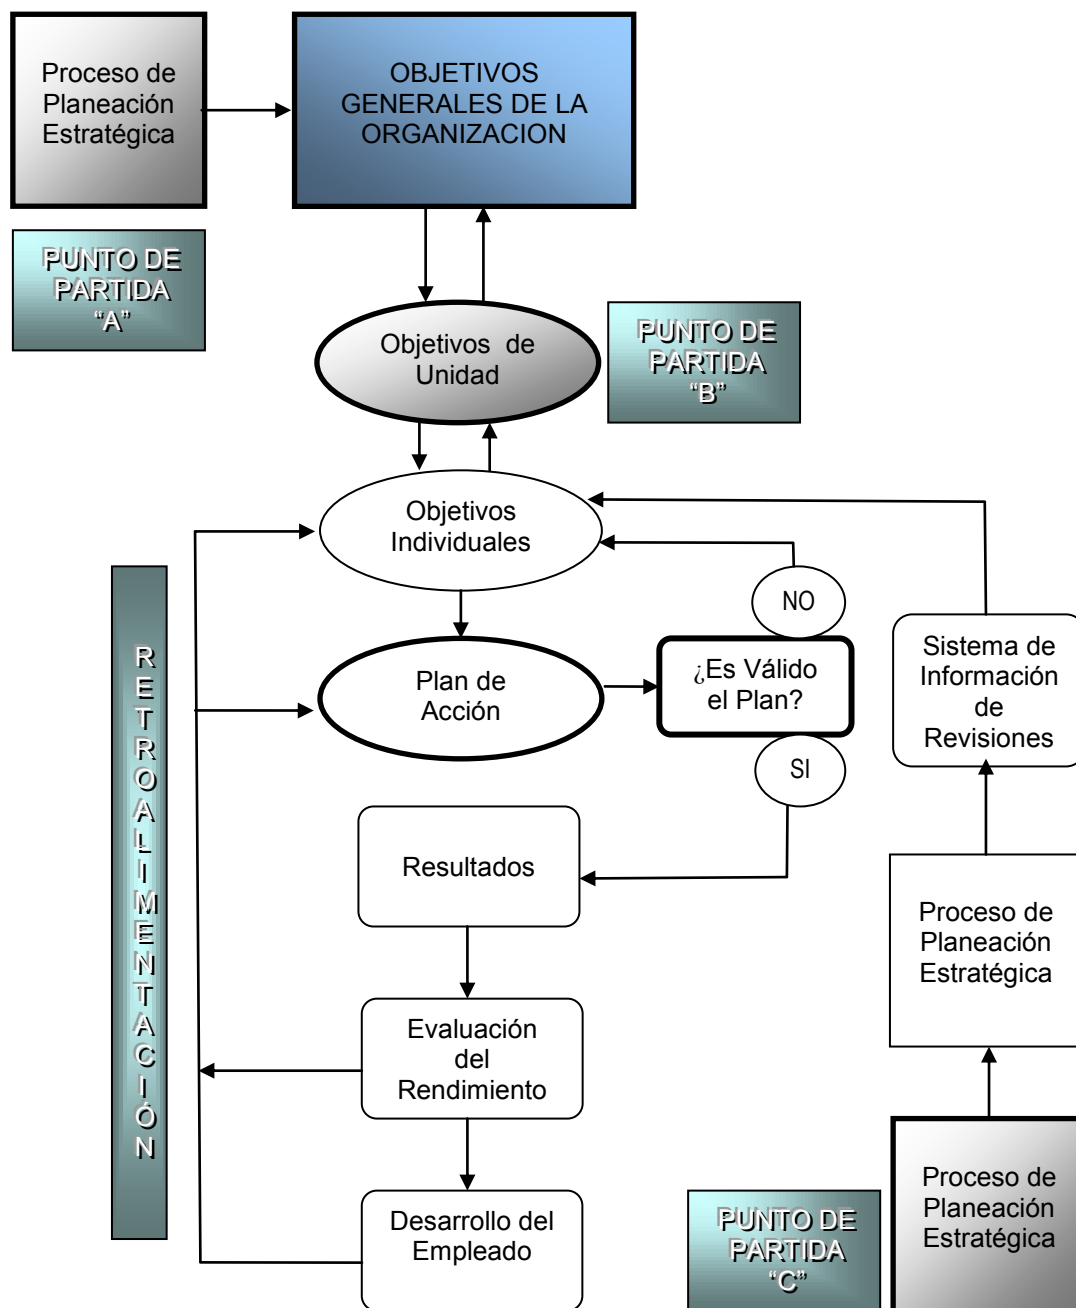 Proceso de
Planeación
Estratégica
OBJETIVOS
GENERALES DE LA
ORGANIZACION
PUNTO DE
PARTIDA
“A”
Objetivos de
Unidad
PUNTO DE
PARTIDA
“B”
Objetivos
Individuales
NO
Plan de
Acción
¿Es Válido
el Plan?
SI
Sistema de
Información
de
Revisiones
RETROALIMENTACIÓN
Resultados
Proceso de
Planeación
Estratégica
Evaluación
del
Rendimiento
Desarrollo del
Empleado
PUNTO DE
PARTIDA
“C”
Proceso de
Planeación
Estratégica